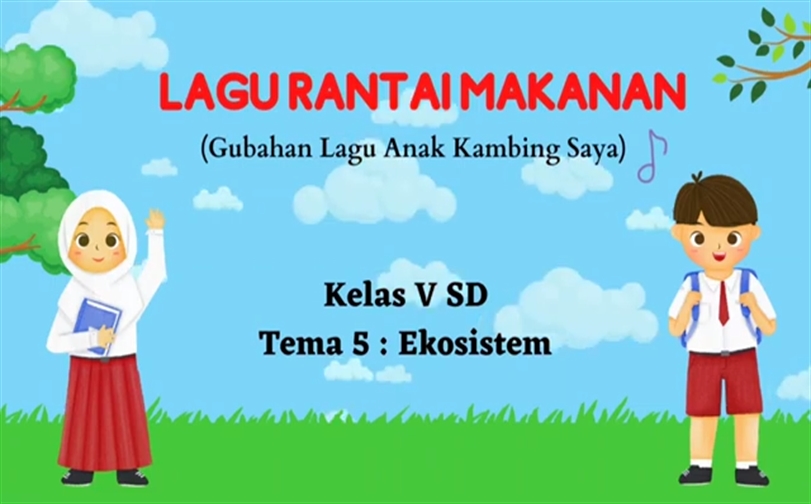 LAGU RANTAI MAKANAN
(Gubahan Lagu Anak Kambing Saya)
Kelas V SD
Tema 5 : Ekosistem